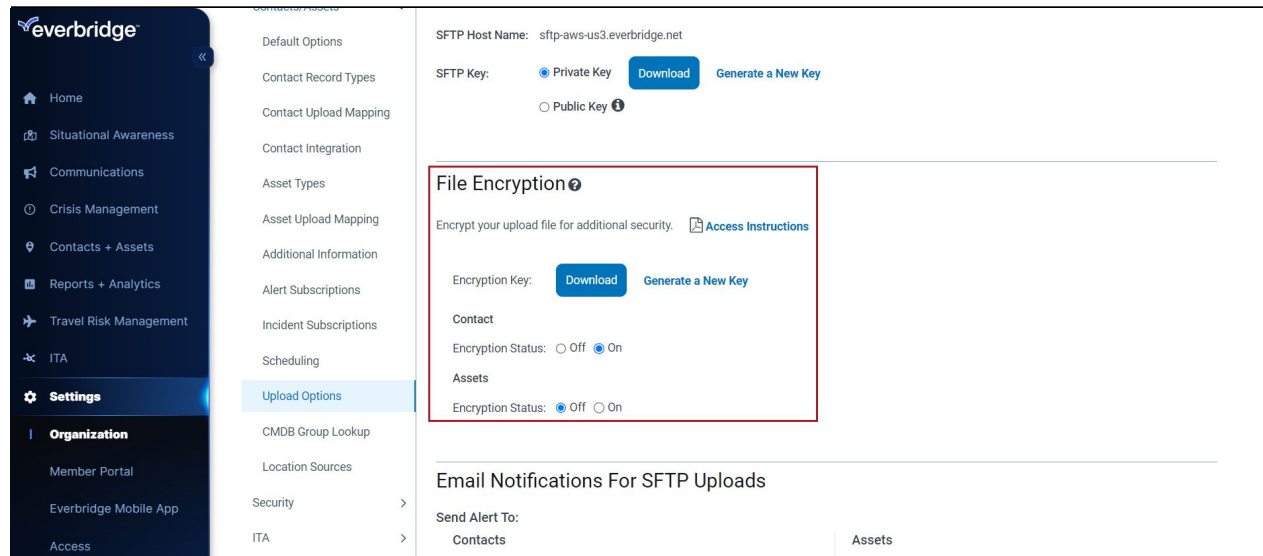 everbridge
«
Home
Situational Awareness
Communications
Crisis Management
Contacts + Assets
Reports + Analytics
Travel Risk Management
ITA
Settings
Organization
Member Portal
Everbridge Mobile App
Access
Contacts/Assets
Default Options
Contact Record Types
Contact Upload Mapping
Contact Integration
Asset Types
Asset Upload Mapping
Additional Information
Alert Subscriptions
Incident Subscriptions
Scheduling
Upload Options
CMDB Group Lookup
Location Sources
Security >
ITA >
SFTP Host Name: sftp-aws-us3.everbridge.net
SFTP Key: Private Key Download Generate a New Key
Public Key
File Encryption
Encrypt your upload file for additional security. Access Instructions
Encryption Key: Download Generate a New Key
Contact
Encryption Status: Off On
Assets
Encryption Status: Off On
Email Notifications For SFTP Uploads
Send Alert To:
Contacts Assets